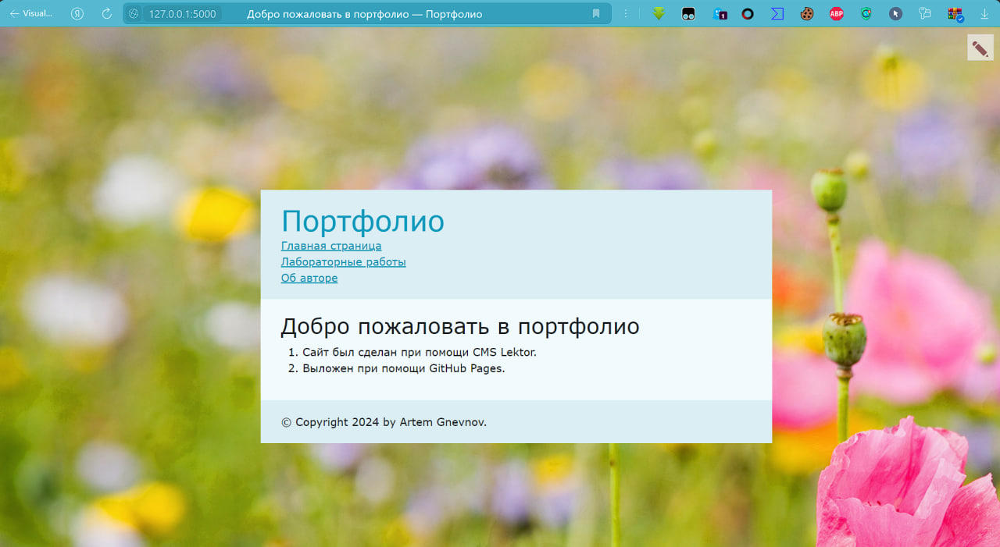 Visual...
127.0.0.1:5000
Добро пожаловать в портфолио — Портфолио
1
ABP
Портфолио
Главная страница
Лабораторные работы
Об авторе
Добро пожаловать в портфолио
1. Сайт был сделан при помощи CMS Lektor.
2. Выложен при помощи GitHub Pages.
© Copyright 2024 by Artem Gnevnov.